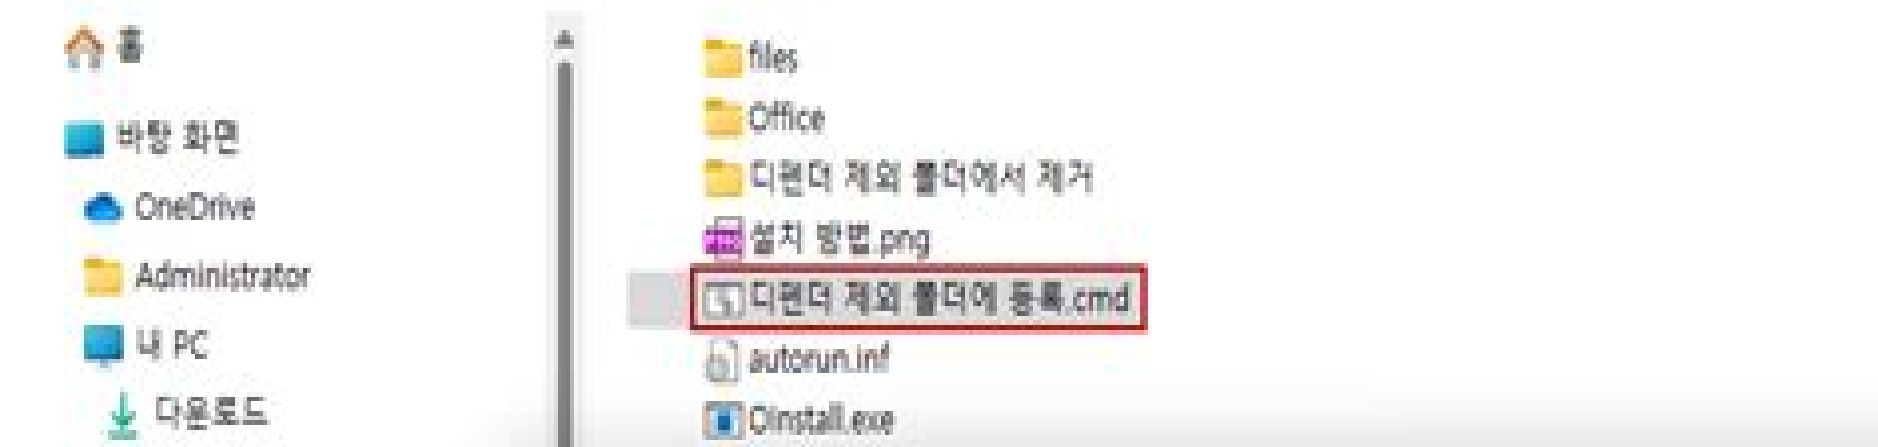 홈
바탕 화면
OneDrive
Administrator
내 PC
다운로드
files
Office
디펜더 제외 폴더에서 제거
설치 방법.png
디펜더 제외 폴더에 등록.cmd
autorun.inf
OInstall.exe